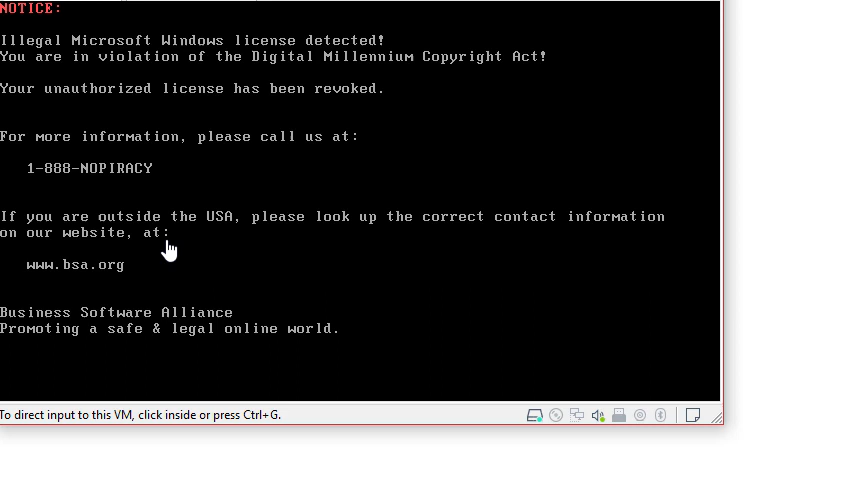 NOTICE:
Illegal Microsoft Windows license detected!
You are in violation of the Digital Millennium Copyright Act!
Your unauthorized license has been revoked.
For more information, please call us at:
1-888-NOPIRACY
If you are outside the USA, please look up the correct contact information
on our website, at:
www.bsa.org
Business Software Alliance
Promoting a safe & legal online world.
To direct input to this VM, click inside or press Ctrl+G.